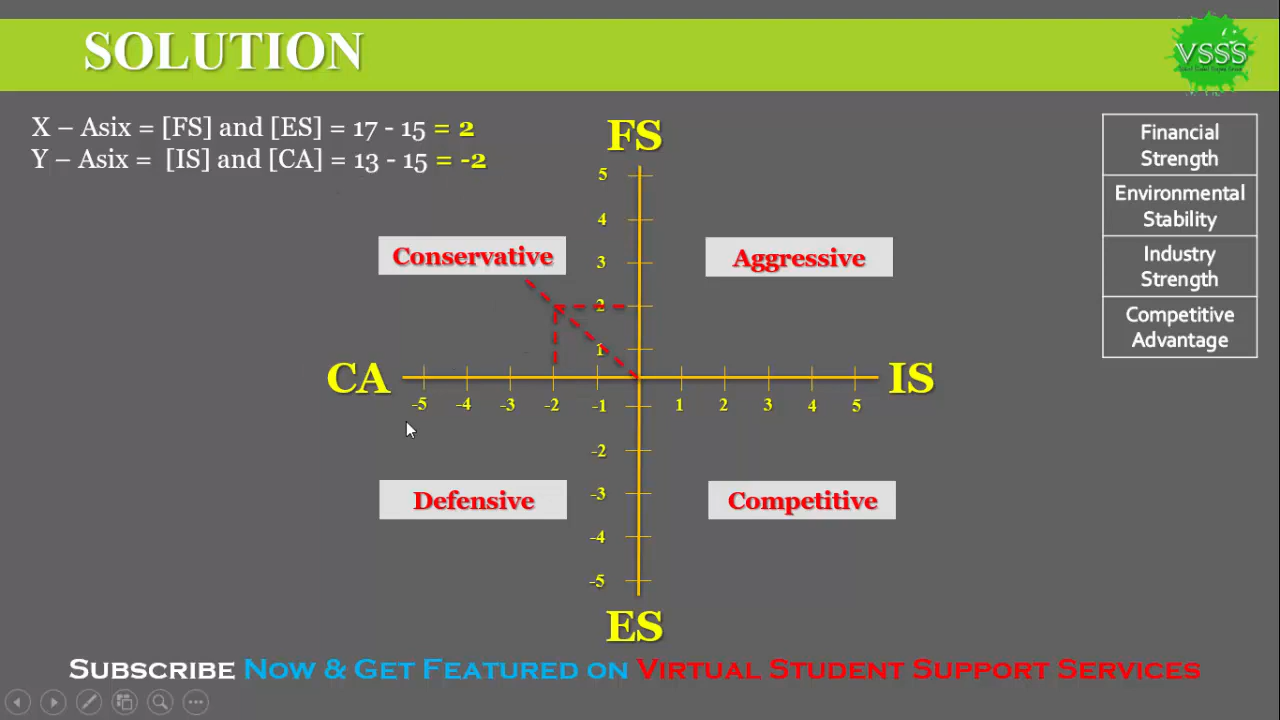 SOLUTION
VSSS
X – Asix = [FS] and [ES] = 17 - 15 = 2
Y – Asix = [IS] and [CA] = 13 - 15 = -2
FS
Financial
Strength
Environmental
Stability
Industry
Strength
Competitive
Advantage
5
4
3
2
1
Conservative
Aggressive
CA
IS
-5 -4 -3 -2 -1 1 2 3 4 5
-2
-3
-4
-5
Defensive
Competitive
ES
SUBSCRIBE NOW & GET FEATURED ON VIRTUAL STUDENT SUPPORT SERVICES